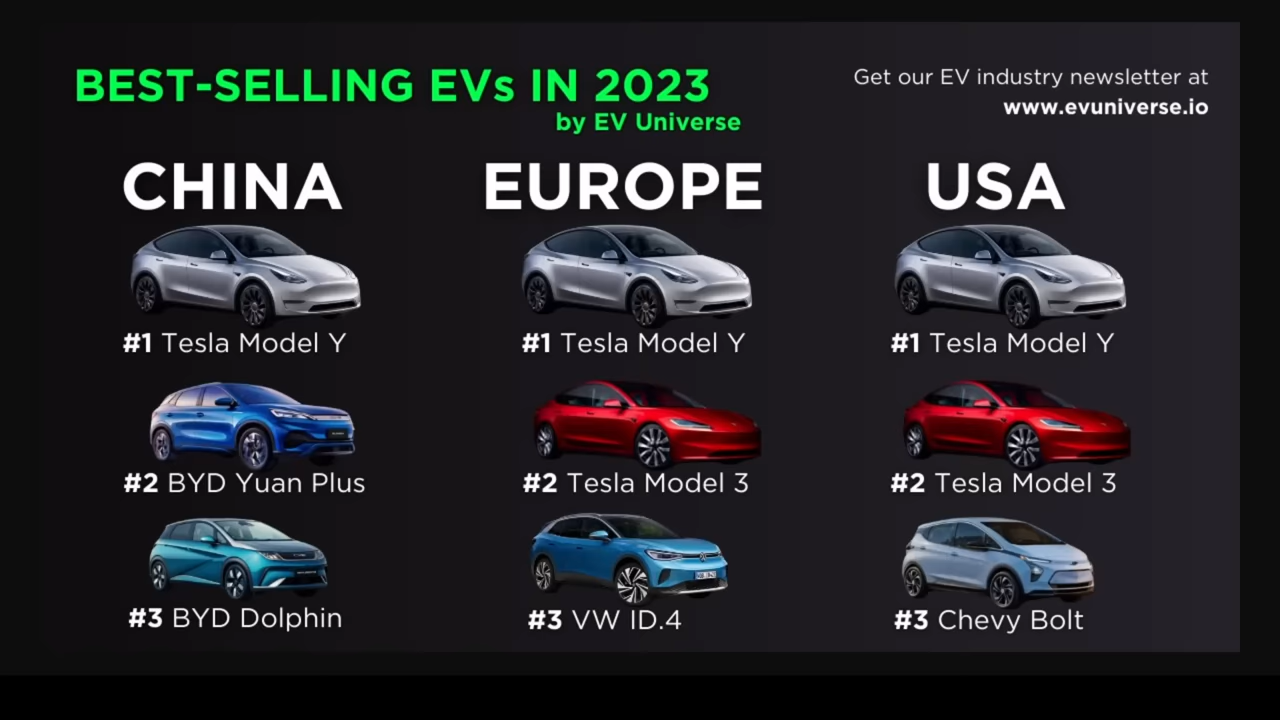 BEST-SELLING EVs IN 2023
by EV Universe
Get our EV industry newsletter at
www.evuniverse.io
CHINA
#1 Tesla Model Y
#2 BYD Yuan Plus
#3 BYD Dolphin
EUROPE
#1 Tesla Model Y
#2 Tesla Model 3
#3 VW ID.4
USA
#1 Tesla Model Y
#2 Tesla Model 3
#3 Chevy Bolt